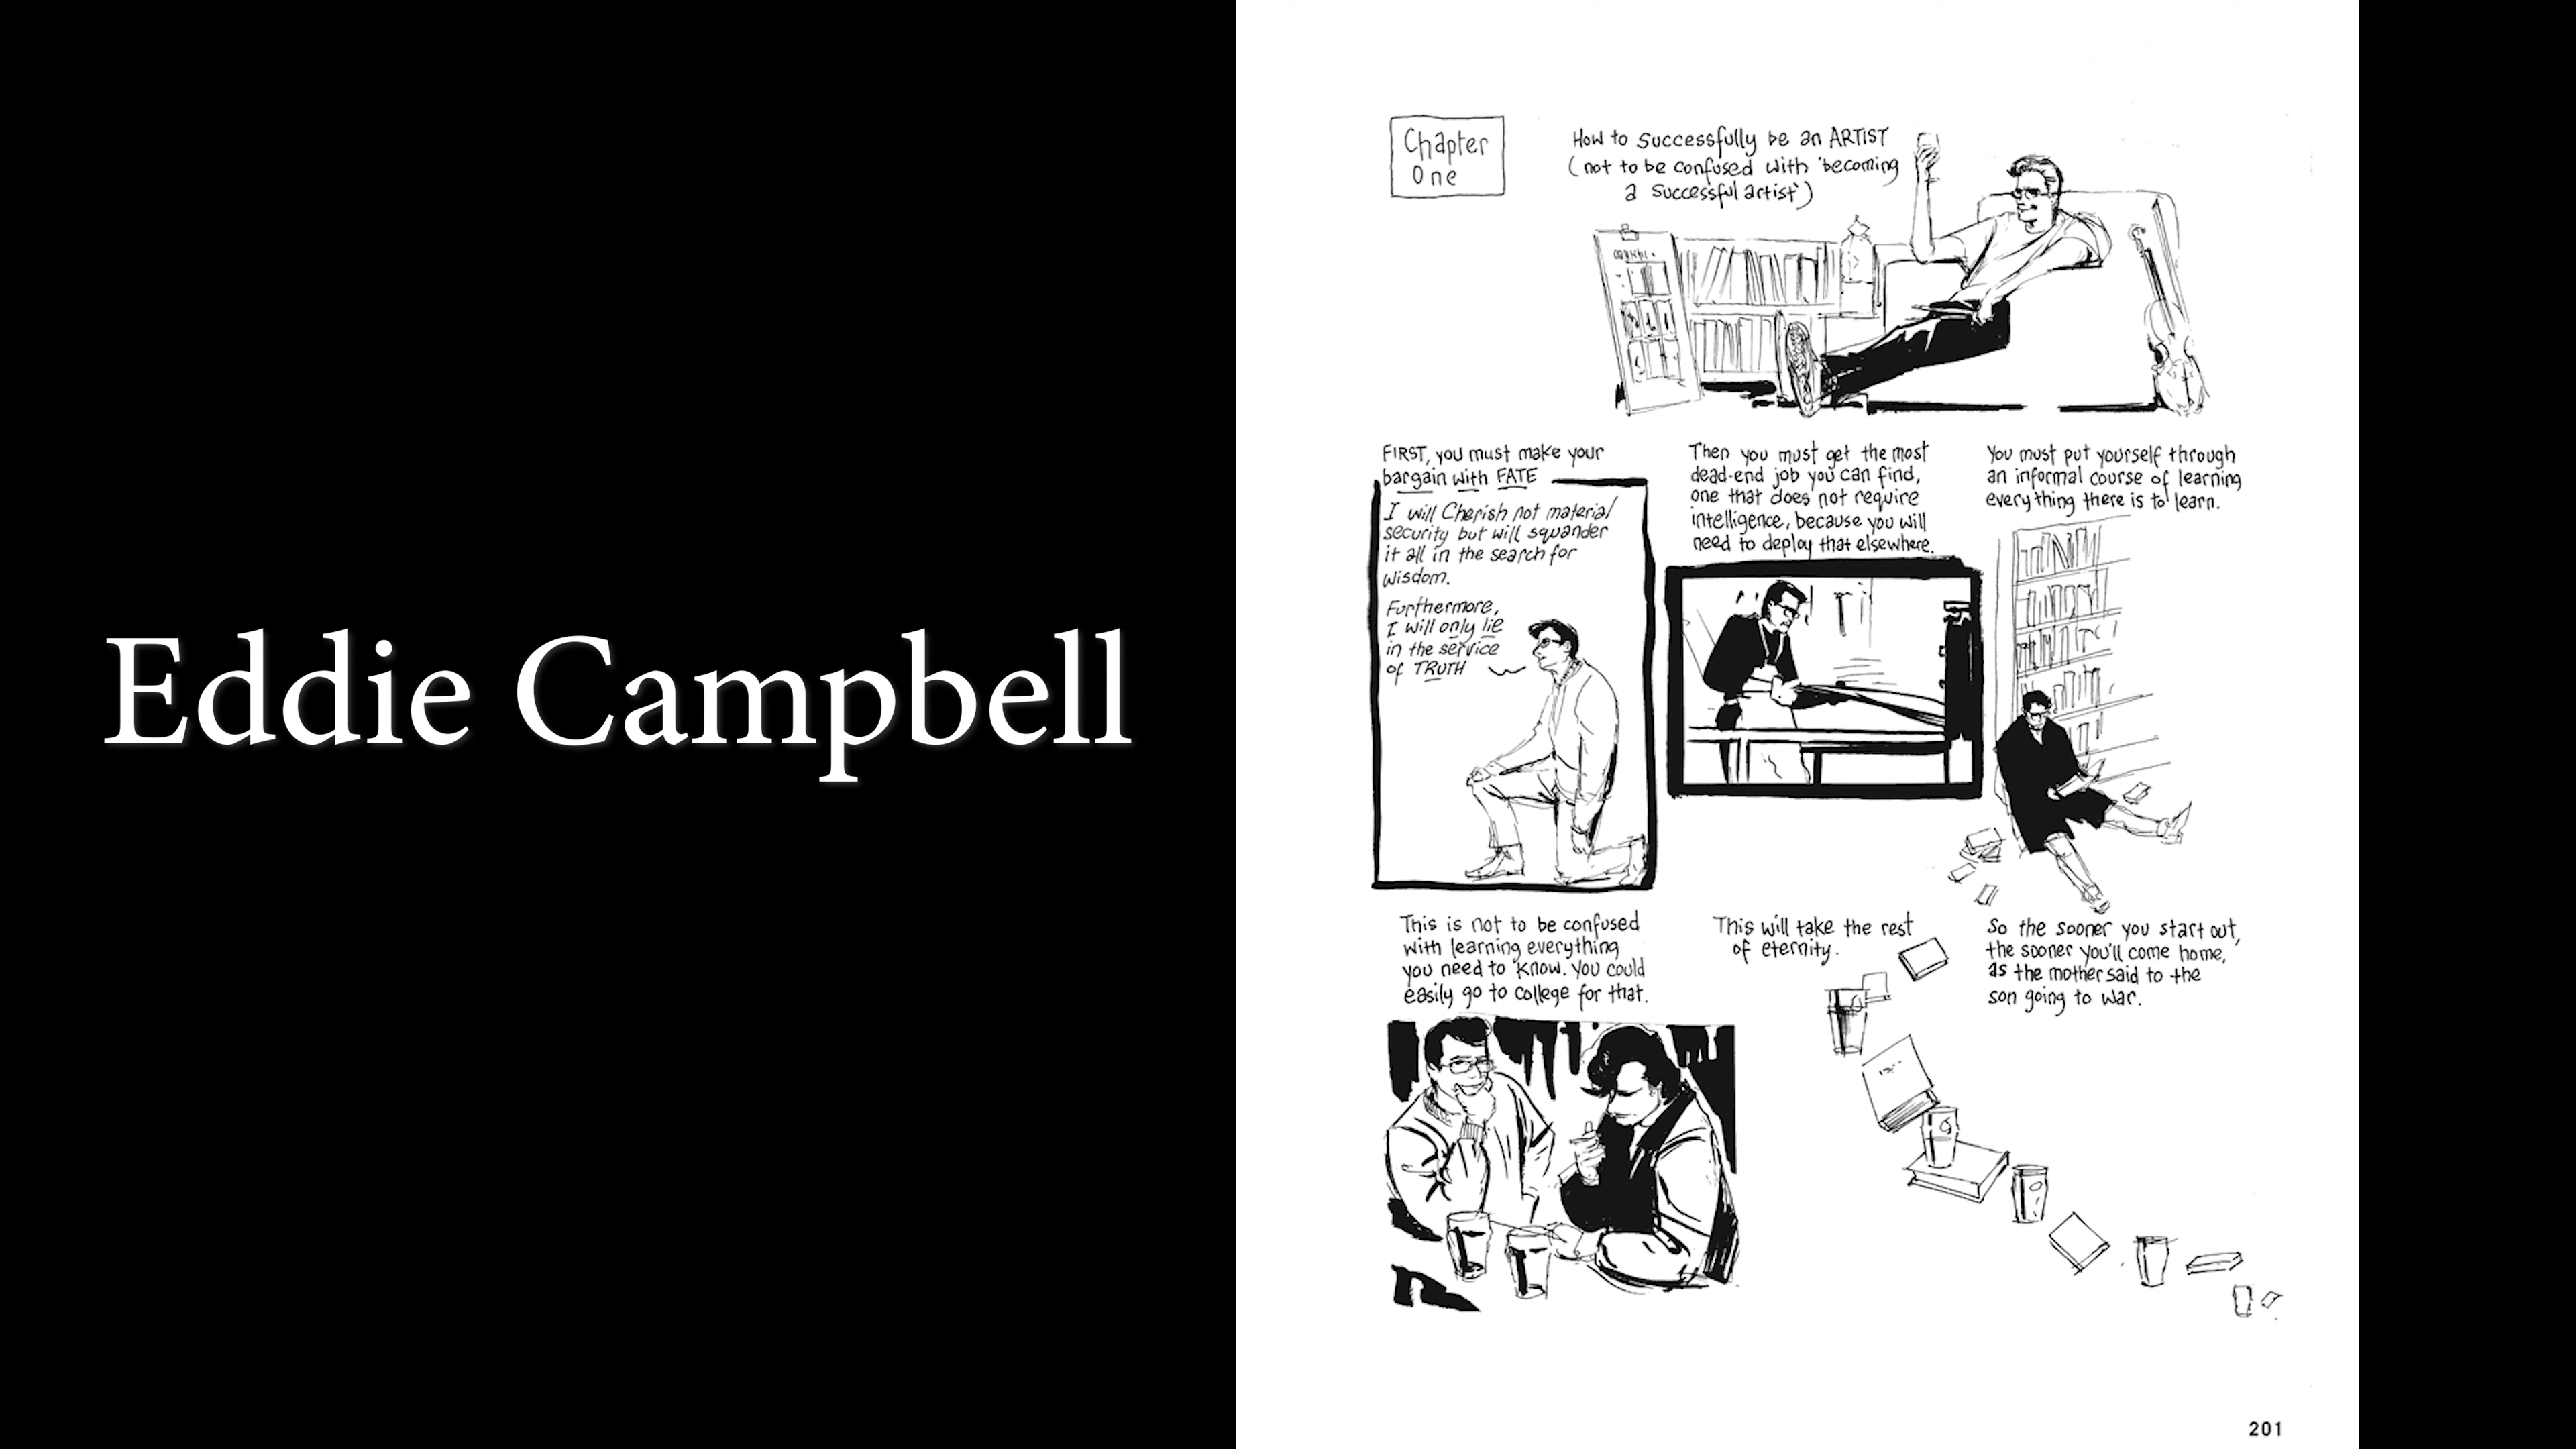 Eddie Campbell
Chapter
One
How to successfully be an ARTIST
(not to be confused with 'becoming
a successful artist')
FIRST, you must make your
bargain with FATE
I will Cherish not material
security but will squander
it all in the search for
wisdom.
Furthermore,
I will only lie
in the service
of TRUTH
Then you must get the most
dead-end job you can find,
one that does not require
intelligence, because you will
need to deploy that elsewhere.
You must put yourself through
an informal course of learning
everything there is to learn.
This is not to be confused
with learning everything
you need to know. You could
easily go to college for that.
This will take the rest
of eternity.
So the sooner you start out,
the sooner you'll come home,
as the mother said to the
son going to war.
201